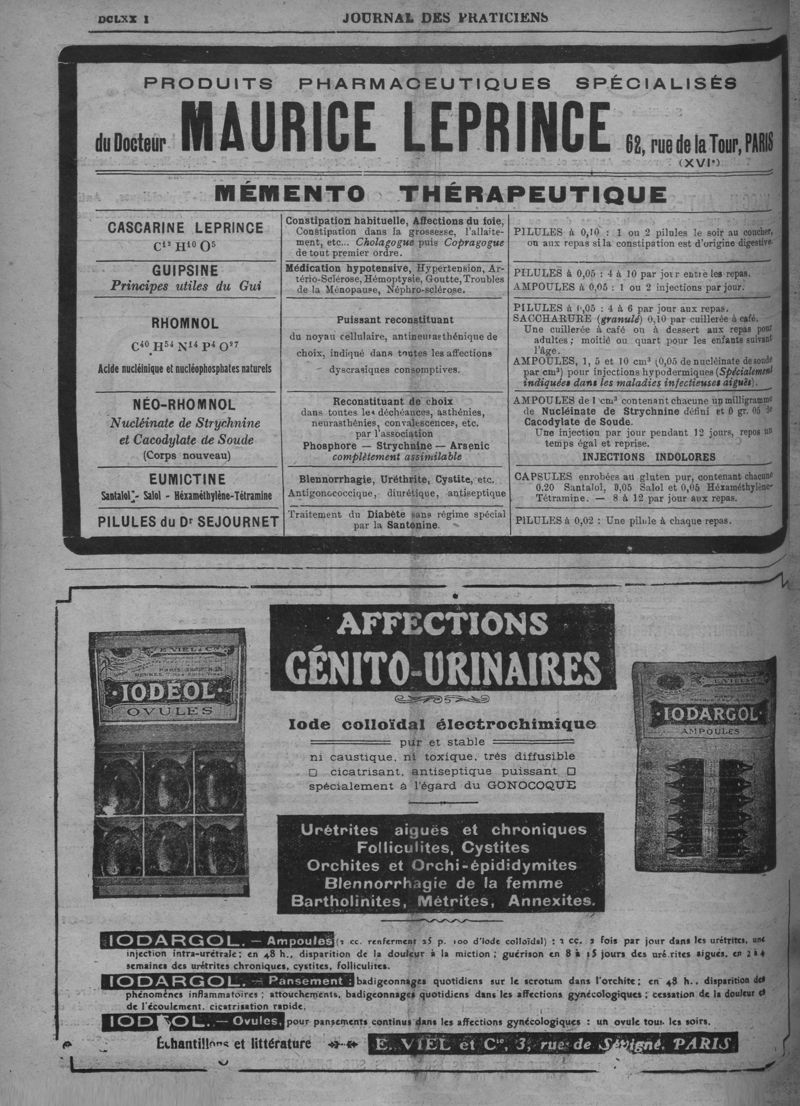 DCLXX I
JOURNAL DES PRATICIENS
PRODUITS PHARMACEUTIQUES SPÉCIALISÉS
du Docteur MAURICE LEPRINCE 62, rue de la Tour, PARIS
(XVIe)
MÉMENTO THÉRAPEUTIQUE
CASCARINE LEPRINCE
C12 H10 O5
Constipation habituelle, Affections du foie,
Constipation dans la grossesse, l'allaite-
ment, etc... Cholagogue puis Copragogue
de tout premier ordre.
PILULES à 0,10 : 1 ou 2 pilules le soir au coucher,
ou aux repas si la constipation est d'origine digestive.
GUIPSINE
Principes utiles du Gui
Médication hypotensive, Hypertension, Ar-
tério-Sclérose, Hémoptysie, Goutte, Troubles
de la Ménopause, Néphro-sclérose.
PILULES à 0,05 : 4 à 10 par jour entre les repas.
AMPOULES à 0,05 : 1 ou 2 injections par jour.
RHOMNOL
C40 H54 N14 P4 O27
Acide nucléinique et nucléophosphates naturels
Puissant reconstituant
du noyau cellulaire, antineurasthénique de
choix, indiqué dans toutes les affections
dyscrasiques consomptives.
PILULES à 0,05 : 4 à 6 par jour aux repas.
SACCHARURE (granulé) 0,10 par cuillerée à café.
Une cuillerée à café ou à dessert aux repas pour
adultes ; moitié ou quart pour les enfants suivant
l'âge.
AMPOULES, 1, 5 et 10 cm3 (0,05 de nucléinate de soude
par cm3) pour injections hypodermiques (Spécialement
indiquées dans les maladies infectieuses aiguës).
NÉO-RHOMNOL
Nucléinate de Strychnine
et Cacodylate de Soude
(Corps nouveau)
Reconstituant de choix
dans toutes les déchéances, asthénies,
neurasthénies, convalescences, etc.
par l'association
Phosphore — Strychnine — Arsenic
complètement assimilable
AMPOULES de 1 cm3 contenant chacune un milligramme
de Nucléinate de Strychnine défini et 0 gr. 05 de
Cacodylate de Soude.
Une injection par jour pendant 12 jours, repos un
temps égal et reprise.
INJECTIONS INDOLORES
EUMICTINE
Santalol - Salol - Héxaméthylène-Tétramine
Blennorragie, Uréthrite, Cystite, etc.
Antigonococcique, diurétique, antiseptique
CAPSULES enrobées au gluten pur, contenant chacune
0.20 Santalol, 0,05 Salol et 0,05 Héxaméthylène-
Tétramine. — 8 à 12 par jour aux repas.
PILULES du Dr SEJOURNET
Traitement du Diabète sans régime spécial
par la Santonine.
PILULES à 0,02 : Une pilule à chaque repas.
AFFECTIONS
GÉNITO-URINAIRES
E. VIEL & Cie
IODÉOL
OVULES
IODARGOL
AMPOULES
Iode colloïdal électrochimique
pur et stable
ni caustique, ni toxique, très diffusible
cicatrisant, antiseptique puissant
spécialement à l'égard du GONOCOQUE
Urétrites aiguës et chroniques
Folliculites, Cystites
Orchites et Orchi-épididymites
Blennorrhagie de la femme
Bartholinites, Métrites, Annexites.
IODARGOL. — Ampoules (1 cc. renferment 25 p. 100 d'Iode colloïdal) : 1 cc. 2 fois par jour dans les urétrites, une
injection intra-urétrale ; en 48 h., disparition de la douleur à la miction ; guérison en 8 à 15 jours des urétrites aiguës, en 2 à 4
semaines des urétrites chroniques, cystites, folliculites.
IODARGOL — Pansement : badigeonnages quotidiens sur le scrotum dans l'orchite ; en 48 h., disparition des
phénomènes inflammatoires ; attouchements, badigeonnages quotidiens dans les affections gynécologiques ; cessation de la douleur et
de l'écoulement, cicatrisation rapide.
IODÉOL. — Ovules, pour pansements continus dans les affections gynécologiques : un ovule tous les soirs.
Échantillons et littérature E. VIEL et Cie, 3, rue de Sévigné, PARIS